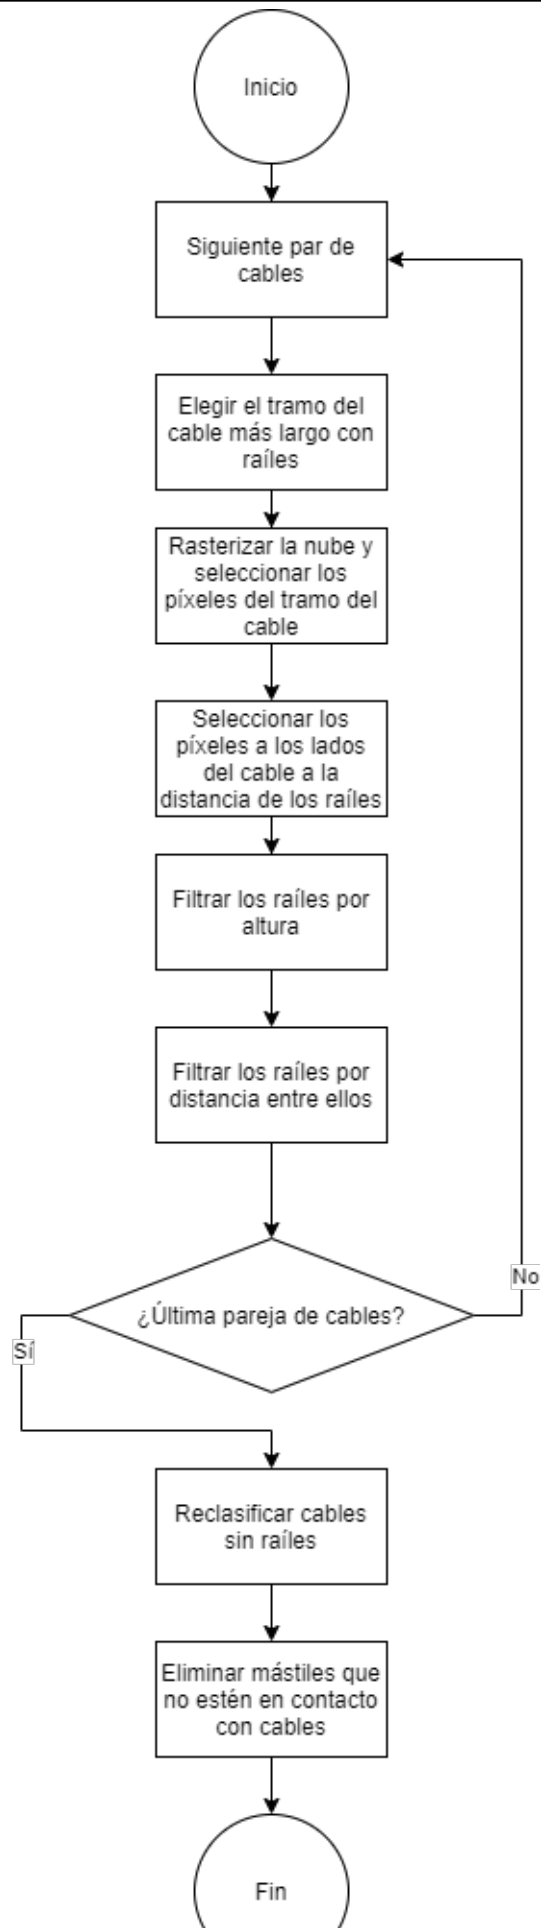 Inicio
Siguiente par de
cables
Elegir el tramo del
cable más largo con
raíles
Rasterizar la nube y
seleccionar los
píxeles del tramo del
cable
Seleccionar los
píxeles a los lados
del cable a la
distancia de los raíles
Filtrar los raíles por
altura
Filtrar los raíles por
distancia entre ellos
¿Última pareja de cables?
No
Sí
Reclasificar cables
sin raíles
Eliminar mástiles que
no estén en contacto
con cables
Fin